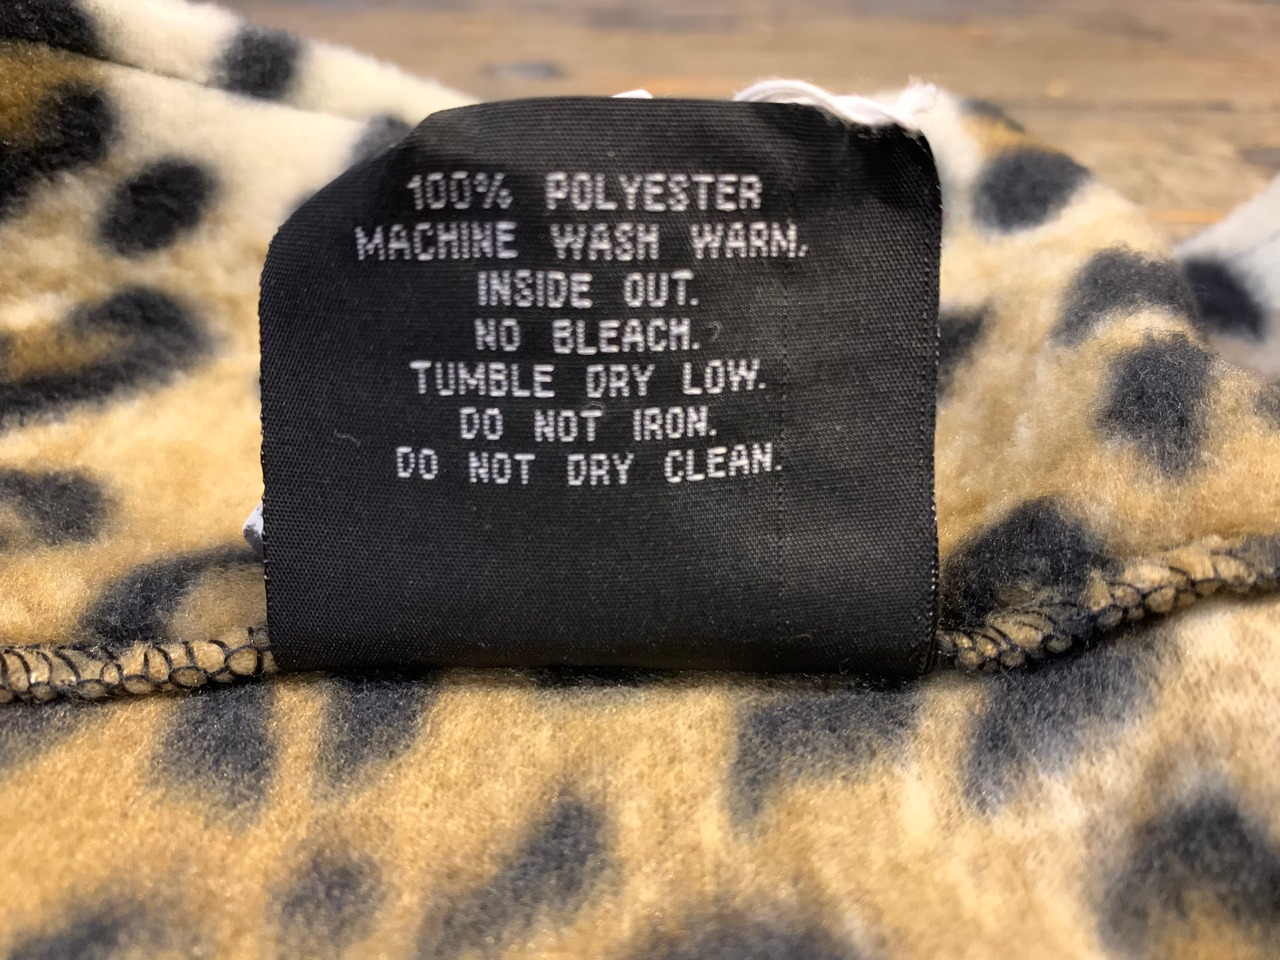 100% POLYESTER
MACHINE WASH WARM.
INSIDE OUT.
NO BLEACH.
TUMBLE DRY LOW.
DO NOT IRON.
DO NOT DRY CLEAN.